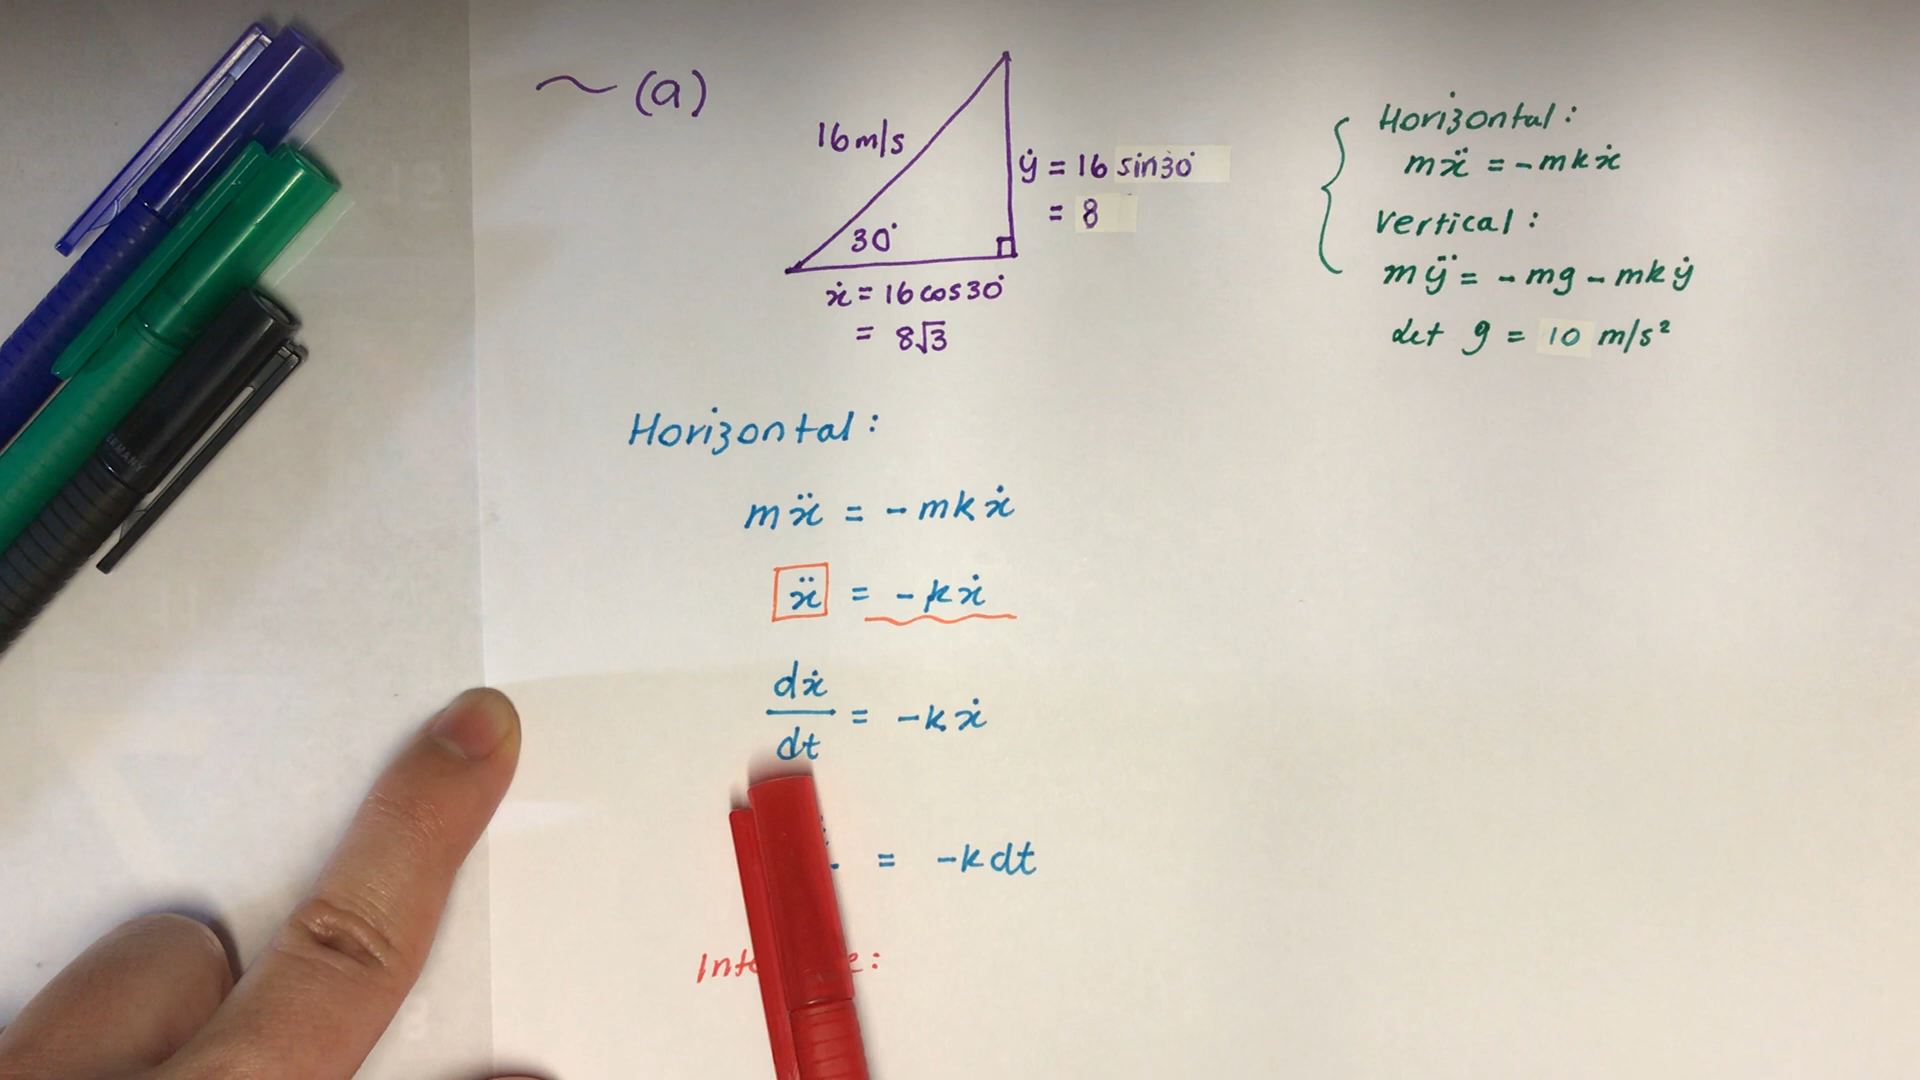 ~ (a)
16 m/s
30°
ẏ = 16 sin30°
= 8
ẋ = 16 cos30°
= 8√3
Horizontal:
mẍ = -mkẋ
Vertical:
mÿ = -mg - mkẏ
Let g = 10 m/s²
Horizontal:
mẍ = -mkẋ
ẍ = -kẋ
dẋ
dt
= -kẋ
= -kdt